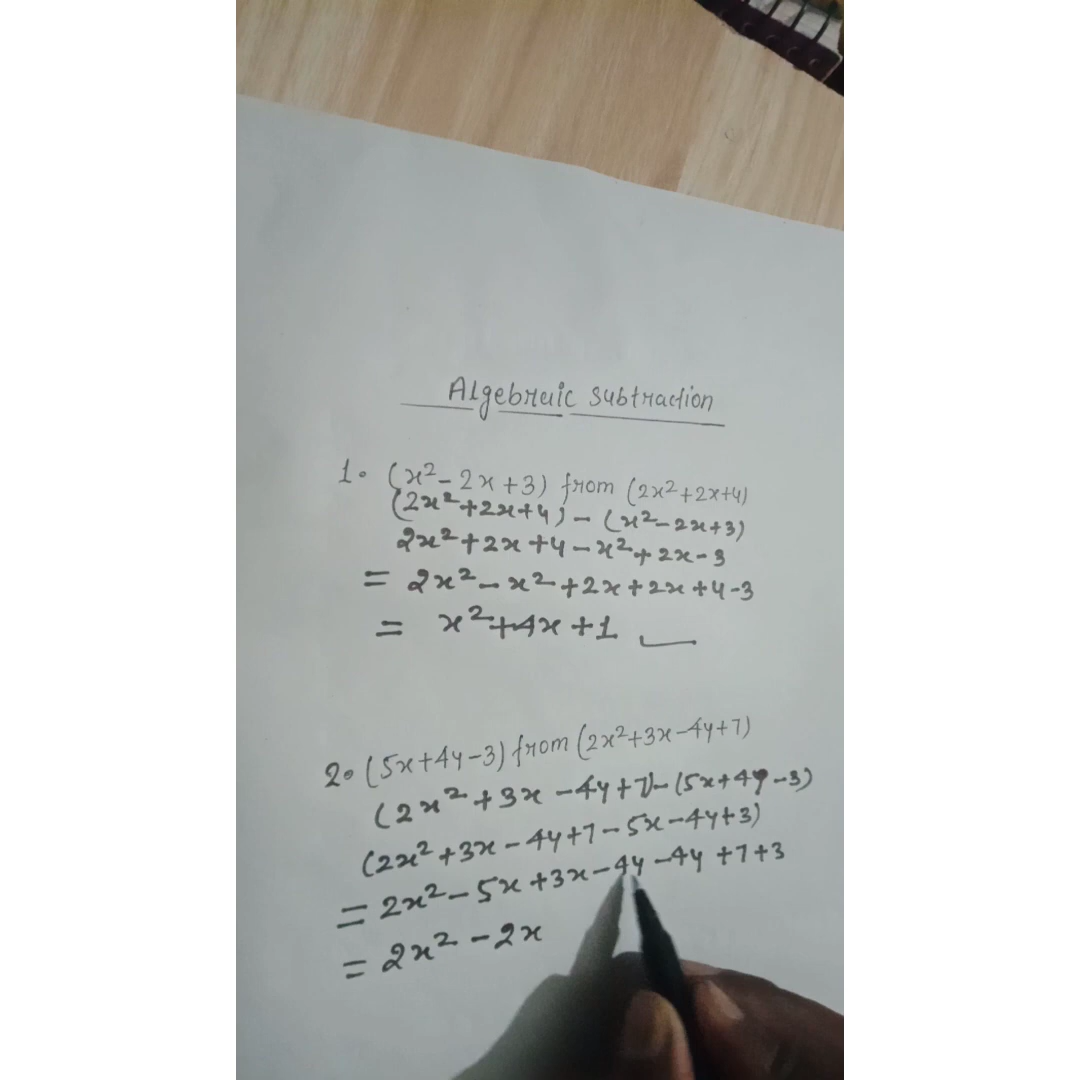 Algebraic subtraction
1. (x² - 2x + 3) from (2x² + 2x + 4)
(2x² + 2x + 4) - (x² - 2x + 3)
2x² + 2x + 4 - x² + 2x - 3
= 2x² - x² + 2x + 2x + 4 - 3
= x² + 4x + 1
2. (5x + 4y - 3) from (2x² + 3x - 4y + 7)
(2x² + 3x - 4y + 7) - (5x + 4y - 3)
(2x² + 3x - 4y + 7 - 5x - 4y + 3)
= 2x² - 5x + 3x - 4y - 4y + 7 + 3
= 2x² - 2x